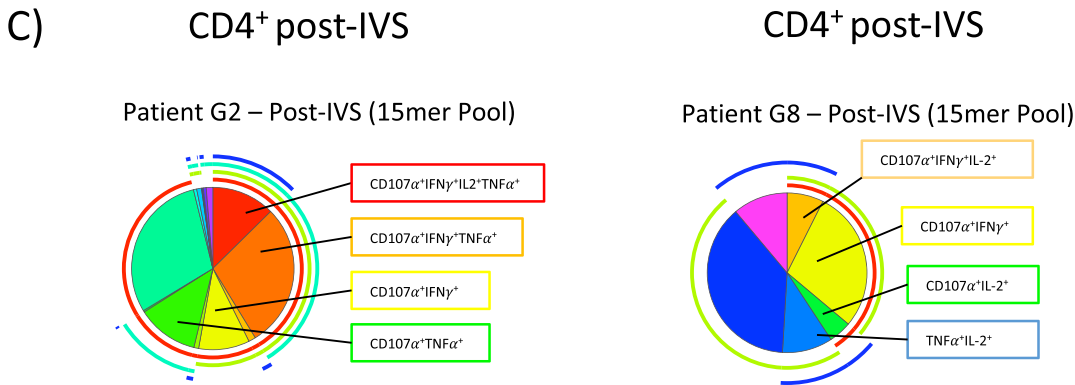 C)
CD4⁺ post-IVS
CD4⁺ post-IVS
Patient G2 – Post-IVS (15mer Pool)
Patient G8 – Post-IVS (15mer Pool)
CD107α⁺IFNγ⁺IL2⁺TNFα⁺
CD107α⁺IFNγ⁺TNFα⁺
CD107α⁺IFNγ⁺
CD107α⁺TNFα⁺
CD107α⁺IFNγ⁺IL-2⁺
CD107α⁺IFNγ⁺
CD107α⁺IL-2⁺
TNFα⁺IL-2⁺